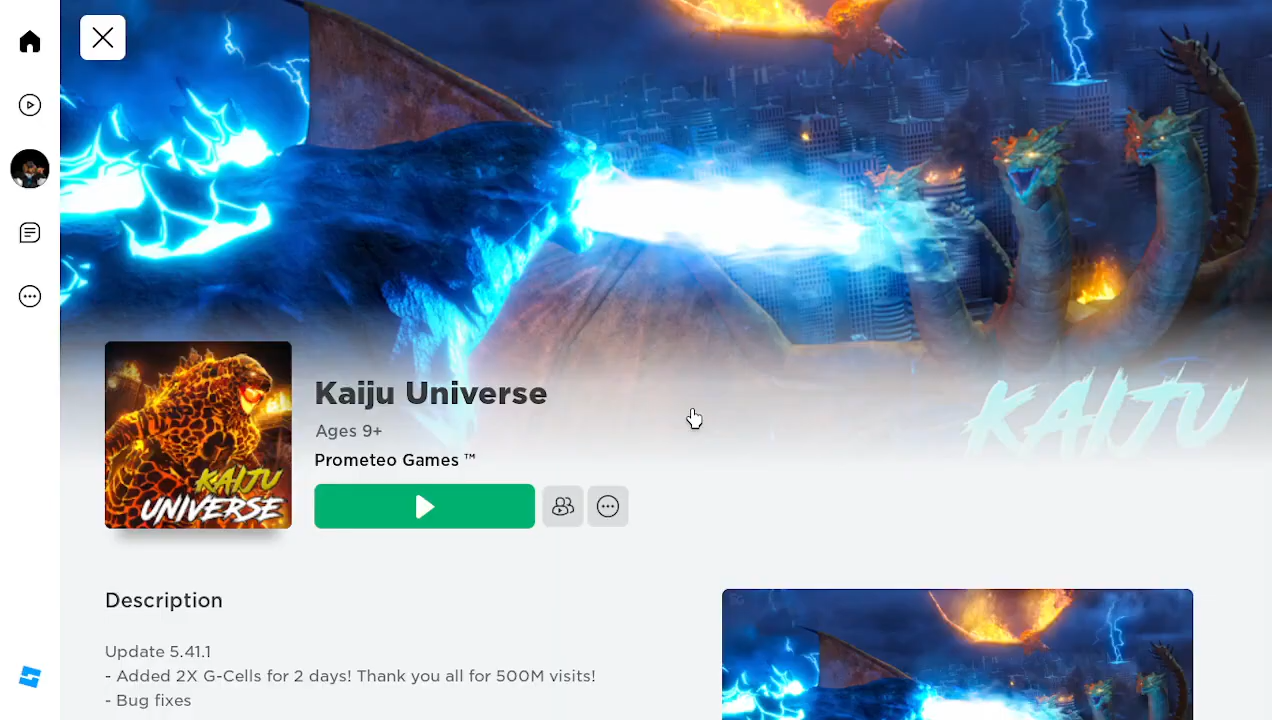 KAIJU
Kaiju Universe
Ages 9+
Prometeo Games ™
KAIJU
UNIVERSE
Description
Update 5.41.1
- Added 2X G-Cells for 2 days! Thank you all for 500M visits!
- Bug fixes